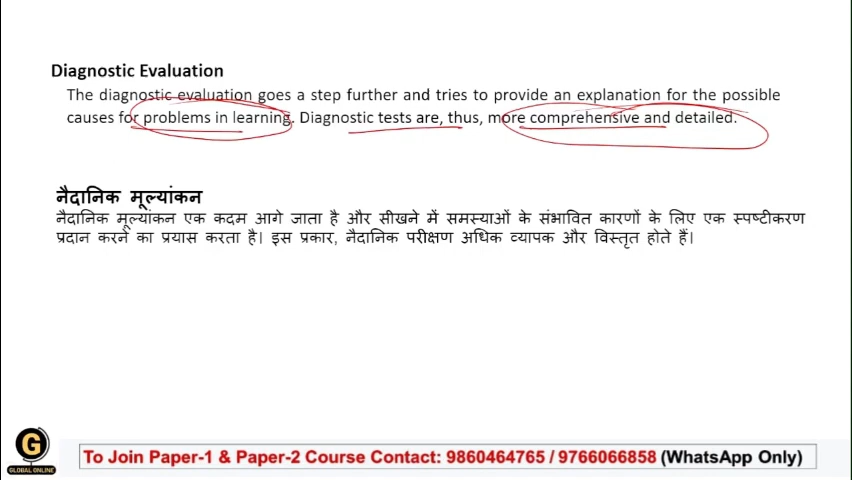 Diagnostic Evaluation
The diagnostic evaluation goes a step further and tries to provide an explanation for the possible
causes for problems in learning. Diagnostic tests are, thus, more comprehensive and detailed.
नैदानिक मूल्यांकन
नैदानिक मूल्यांकन एक कदम आगे जाता है और सीखने में समस्याओं के संभावित कारणों के लिए एक स्पष्टीकरण
प्रदान करने का प्रयास करता है। इस प्रकार, नैदानिक परीक्षण अधिक व्यापक और विस्तृत होते हैं।
G
GLOBAL ONLINE
To Join Paper-1 & Paper-2 Course Contact: 9860464765 / 9766066858 (WhatsApp Only)